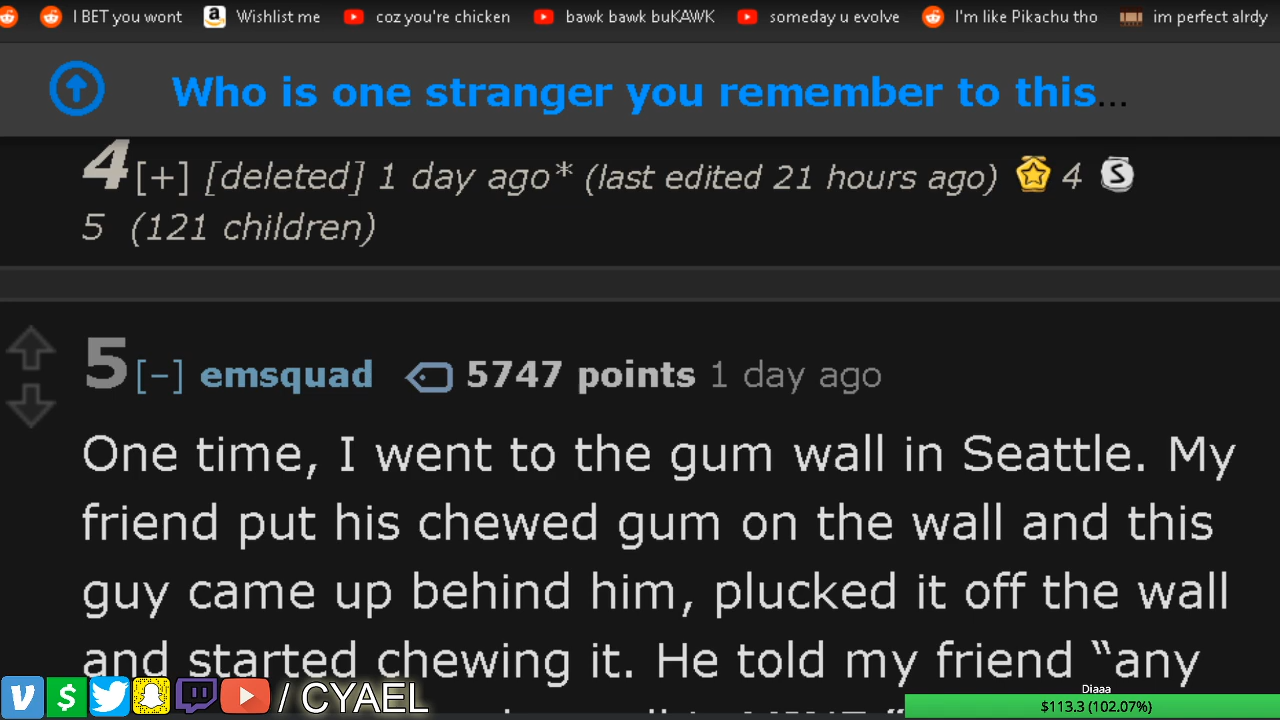 I BET you wont Wishlist me coz you're chicken bawk bawk buKAWK someday u evolve I'm like Pikachu tho im perfect alrdy
Who is one stranger you remember to this...
4 [+] [deleted] 1 day ago* (last edited 21 hours ago) 4 S
5 (121 children)
5 [–] emsquad 5747 points 1 day ago
One time, I went to the gum wall in Seattle. My
friend put his chewed gum on the wall and this
guy came up behind him, plucked it off the wall
and started chewing it. He told my friend “any
/ CYAEL
Diaaa
$113.3 (102.07%)